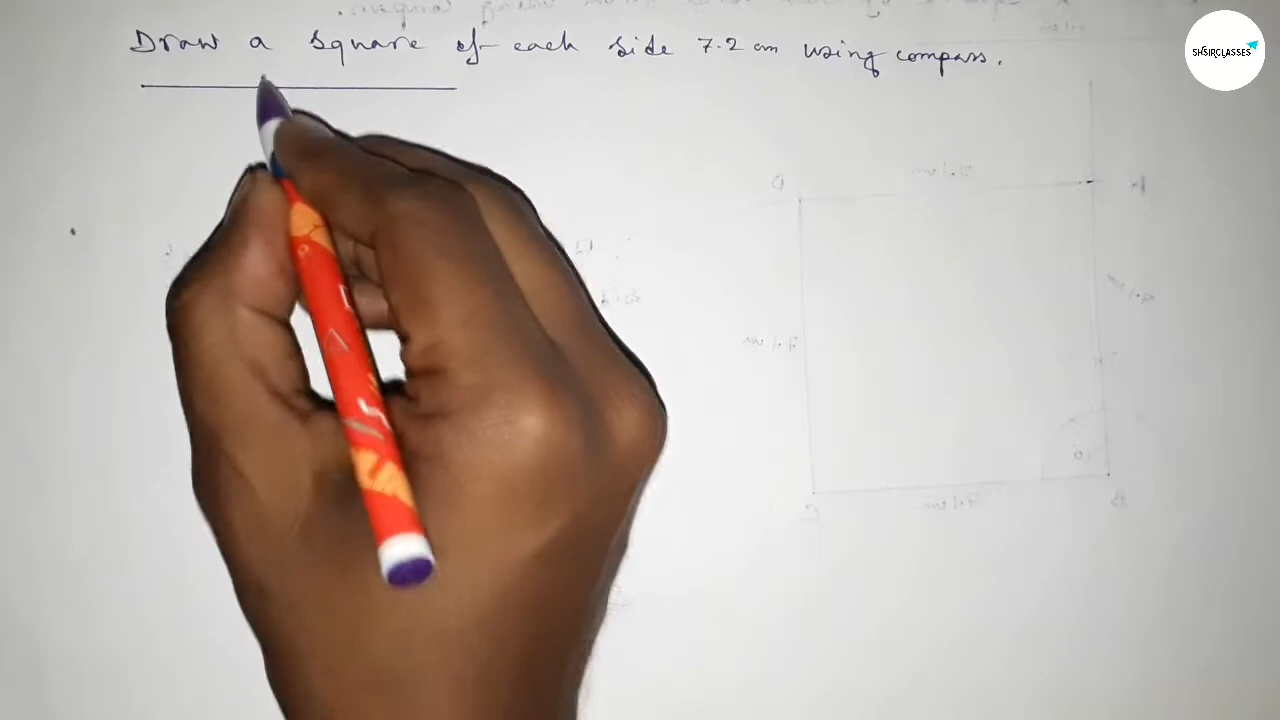 Draw a square of each side 7.2 cm using compass.
SHSIRCLASSES